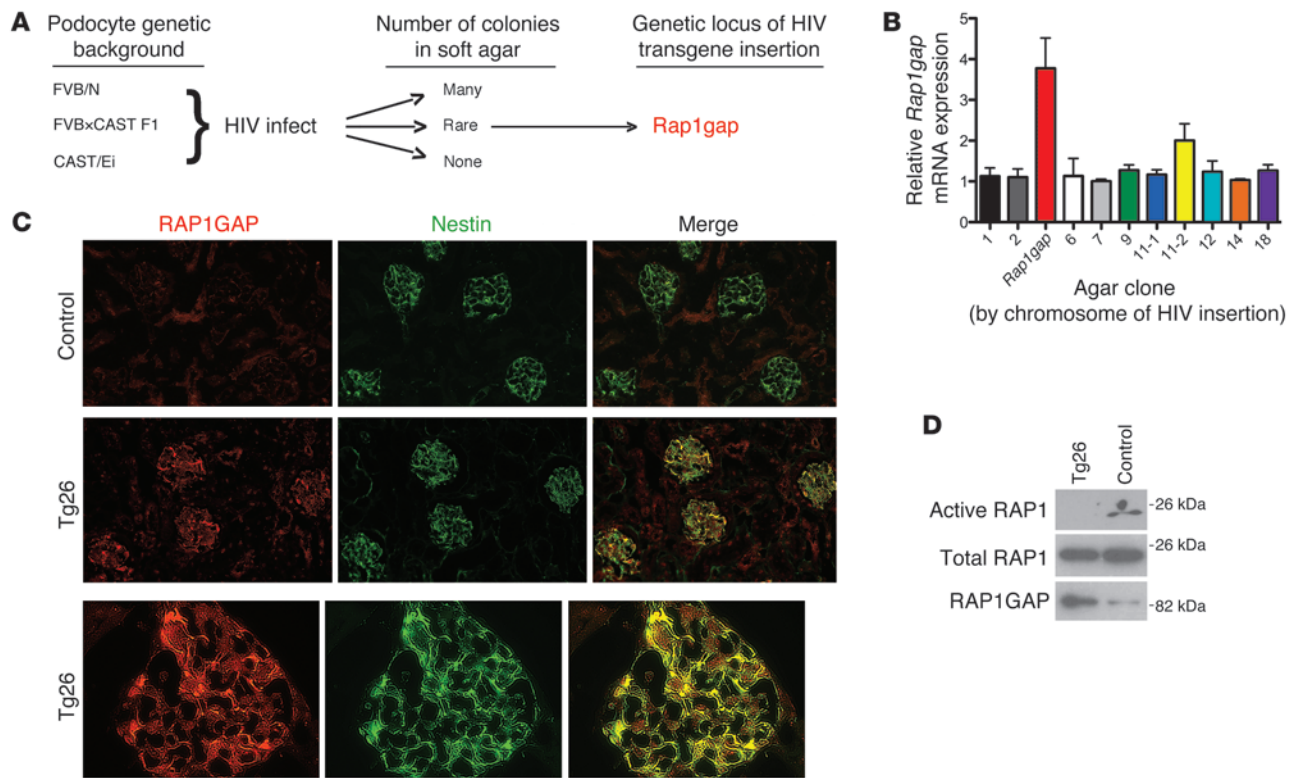 A
Podocyte genetic
background
FVB/N
FVB×CAST F1
CAST/Ei
}
HIV infect
Number of colonies
in soft agar
Many
Rare
None
Genetic locus of HIV
transgene insertion
Rap1gap
B
Relative Rap1gap
mRNA expression
5
4
3
2
1
0
1
2
Rap1gap
6
7
9
11-1
11-2
12
14
18
Agar clone
(by chromosome of HIV insertion)
C
RAP1GAP
Nestin
Merge
Control
Tg26
Tg26
D
Tg26
Control
Active RAP1
-26 kDa
Total RAP1
-26 kDa
RAP1GAP
-82 kDa